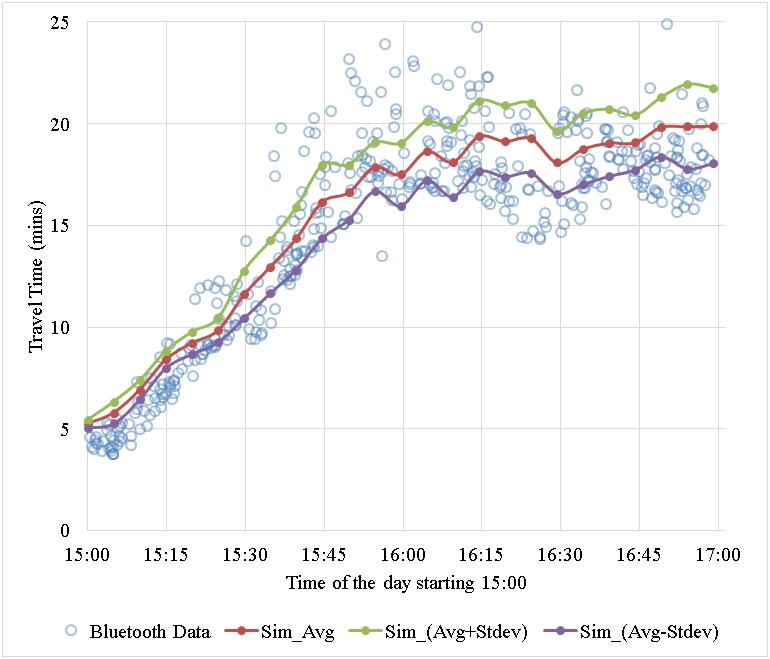 25
20
15
10
5
0
Travel Time (mins)
15:00 15:15 15:30 15:45 16:00 16:15 16:30 16:45 17:00
Time of the day starting 15:00
Bluetooth Data Sim_Avg Sim_(Avg+Stdev) Sim_(Avg-Stdev)